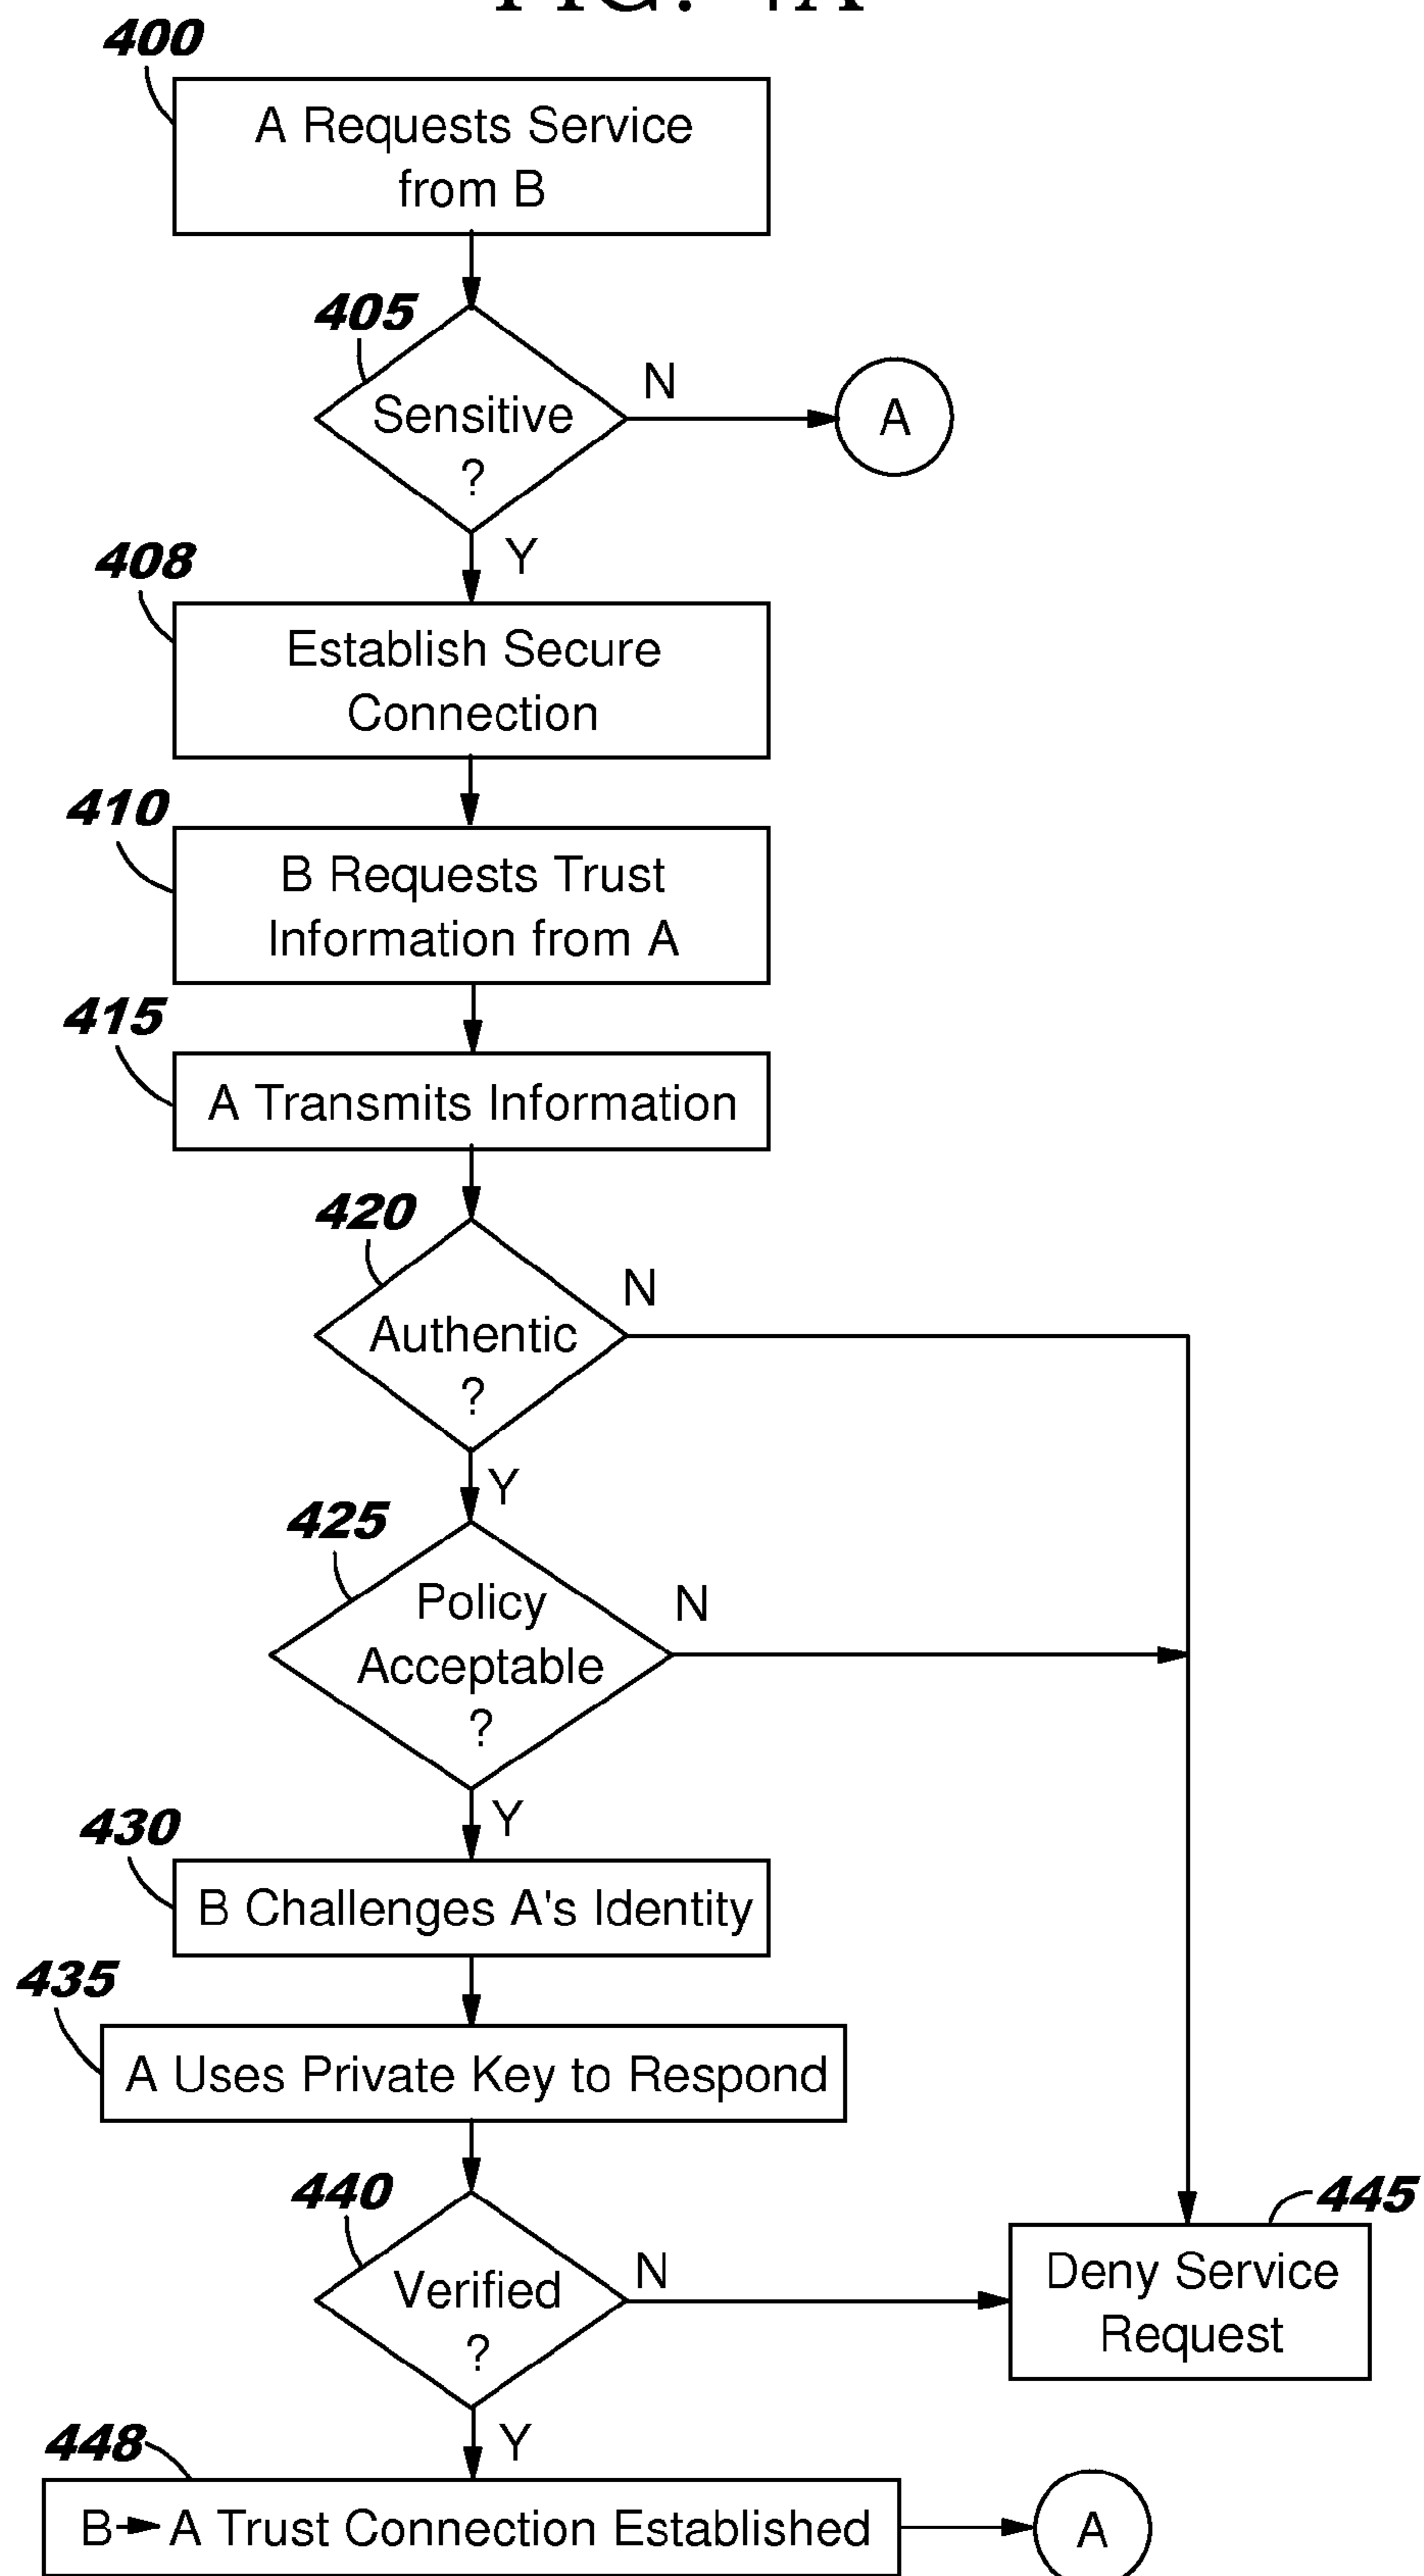 FIG. 4A
400
A Requests Service
from B
405
Sensitive
?
N
A
Y
408
Establish Secure
Connection
410
B Requests Trust
Information from A
415
A Transmits Information
420
Authentic
?
N
Y
425
Policy
Acceptable
?
N
Y
430
B Challenges A's Identity
435
A Uses Private Key to Respond
440
Verified
?
N
445
Deny Service
Request
Y
448
B→A Trust Connection Established
A